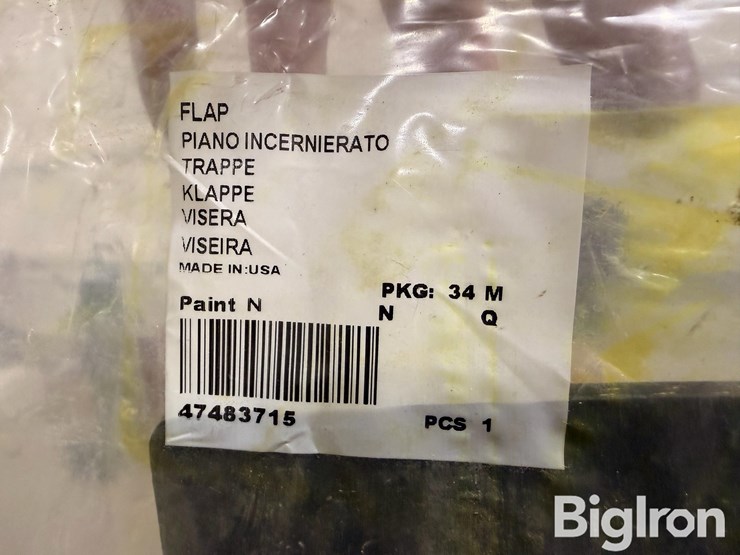 FLAP
PIANO INCERNIERATO
TRAPPE
KLAPPE
VISERA
VISEIRA
MADE IN:USA
Paint N PKG: 34 M
N Q
47483715 PCS 1
BigIron